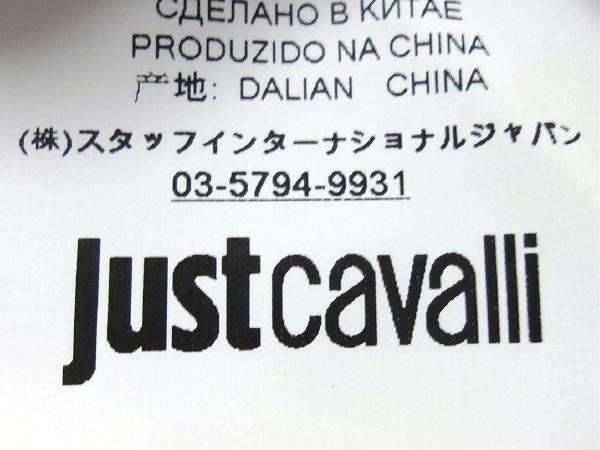 СДЕЛАНО В КИТАЕ
PRODUZIDO NA CHINA
产地: DALIAN CHINA
(株)スタッフインターナショナルジャパン
03-5794-9931
Justcavalli